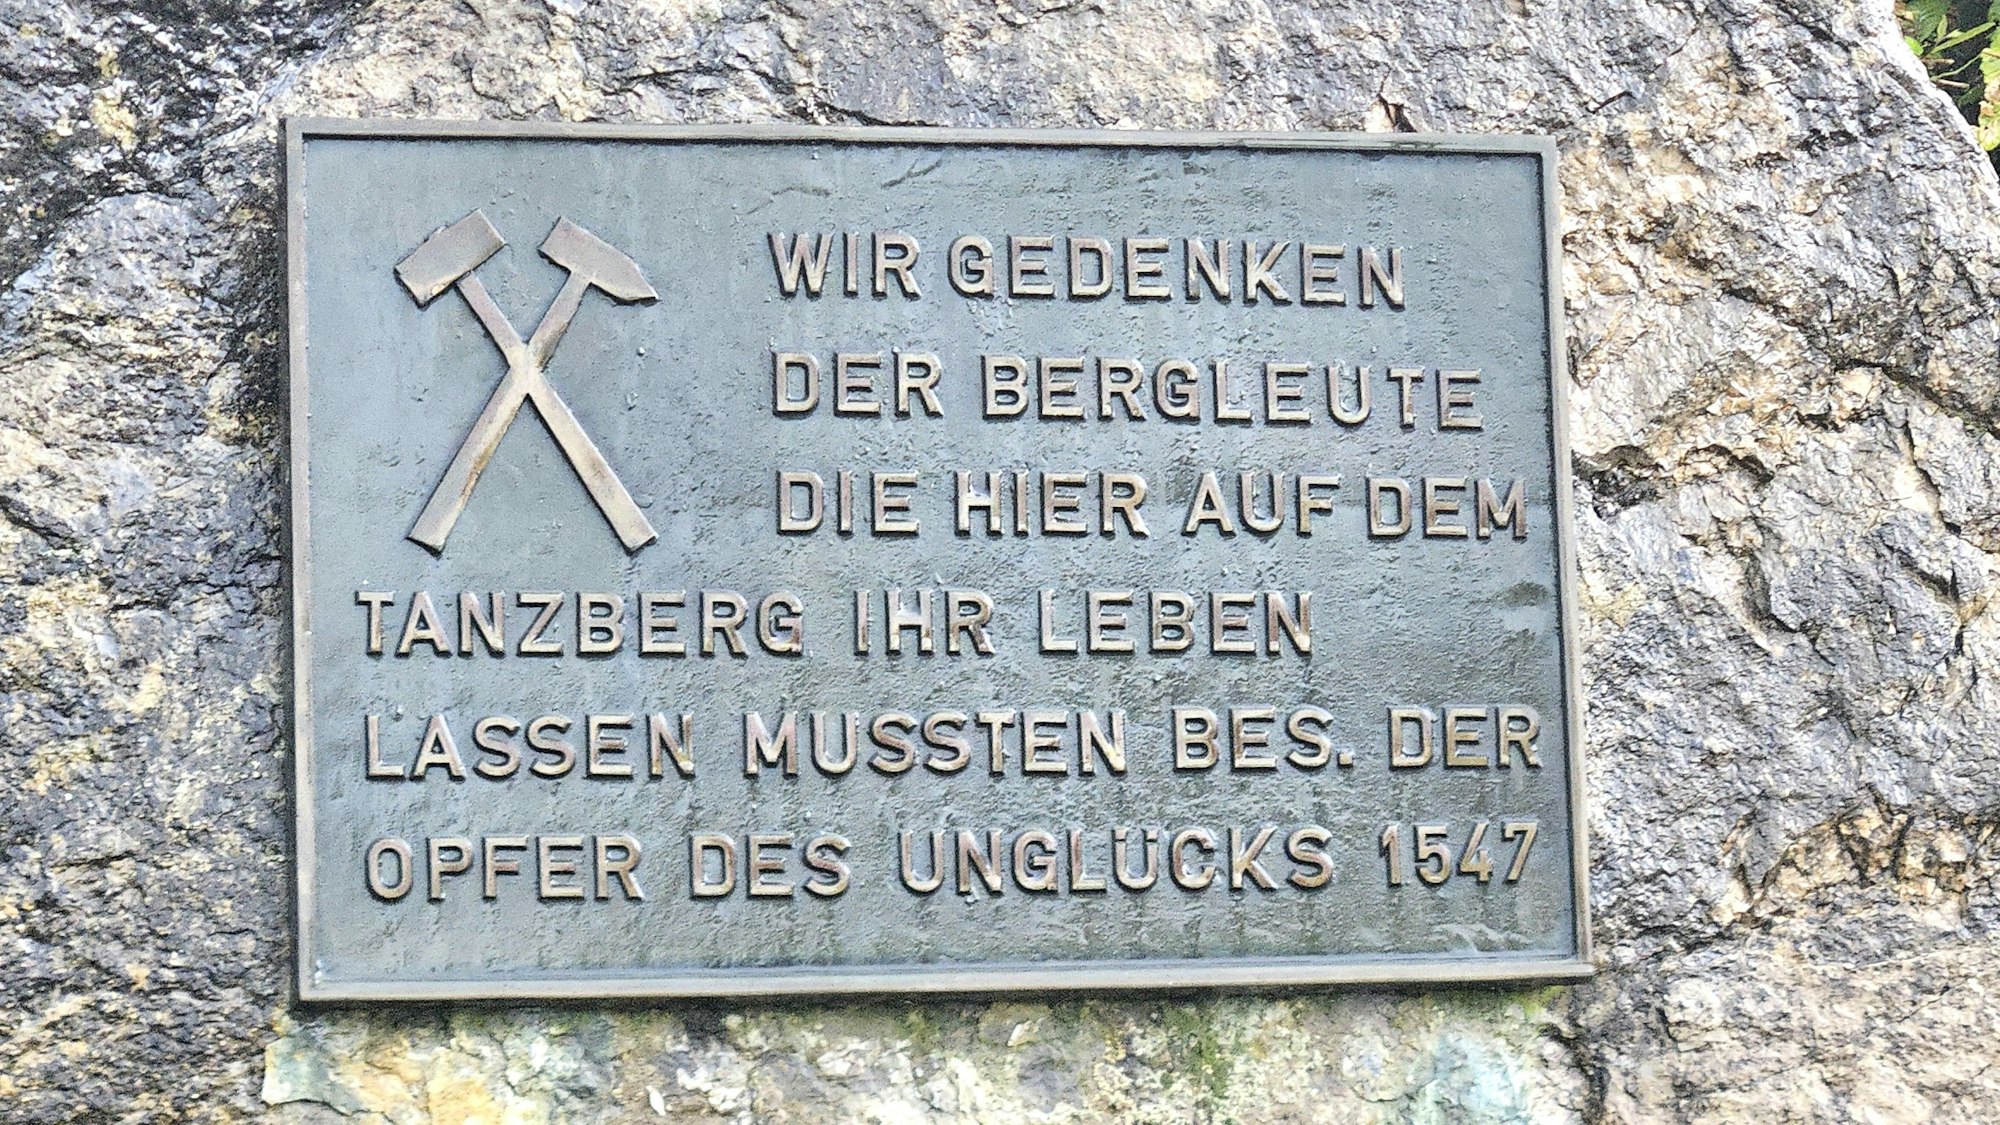 WIR GEDENKEN
DER BERGLEUTE
DIE HIER AUF DEM
TANZBERG IHR LEBEN
LASSEN MUSSTEN BES. DER
OPFER DES UNGLÜCKS 1547